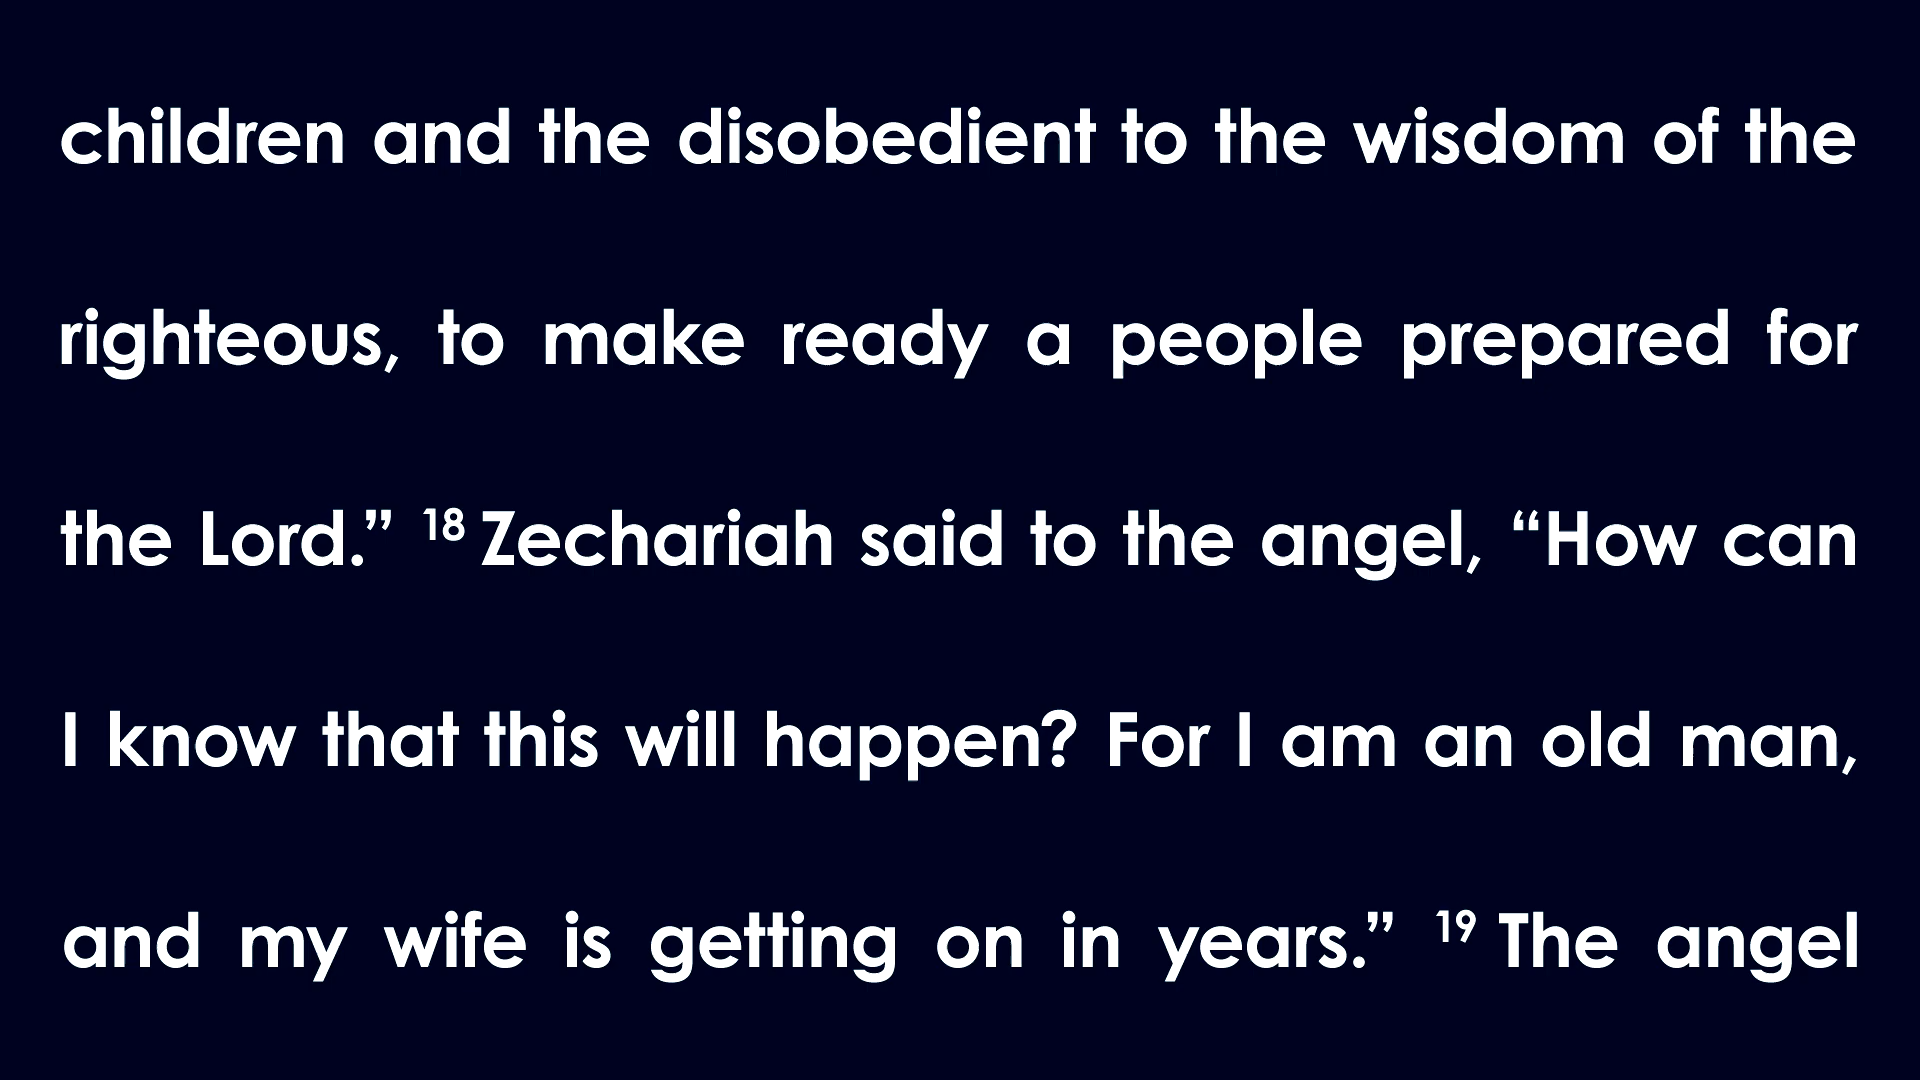 children and the disobedient to the wisdom of the
righteous, to make ready a people prepared for
the Lord.” 18 Zechariah said to the angel, “How can
I know that this will happen? For I am an old man,
and my wife is getting on in years.” 19 The angel